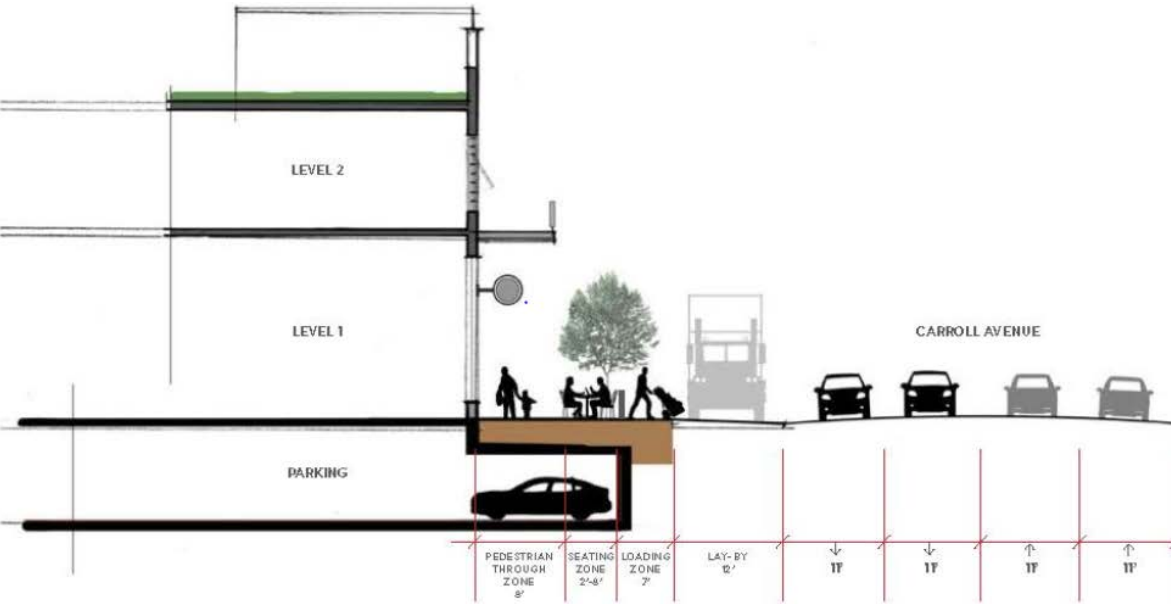 LEVEL 2
LEVEL 1
CARROLL AVENUE
PARKING
PEDESTRIAN
THROUGH
ZONE
8'
SEATING
ZONE
2'-8'
LOADING
ZONE
7'
LAY-BY
12'
11'
11'
11'
11'